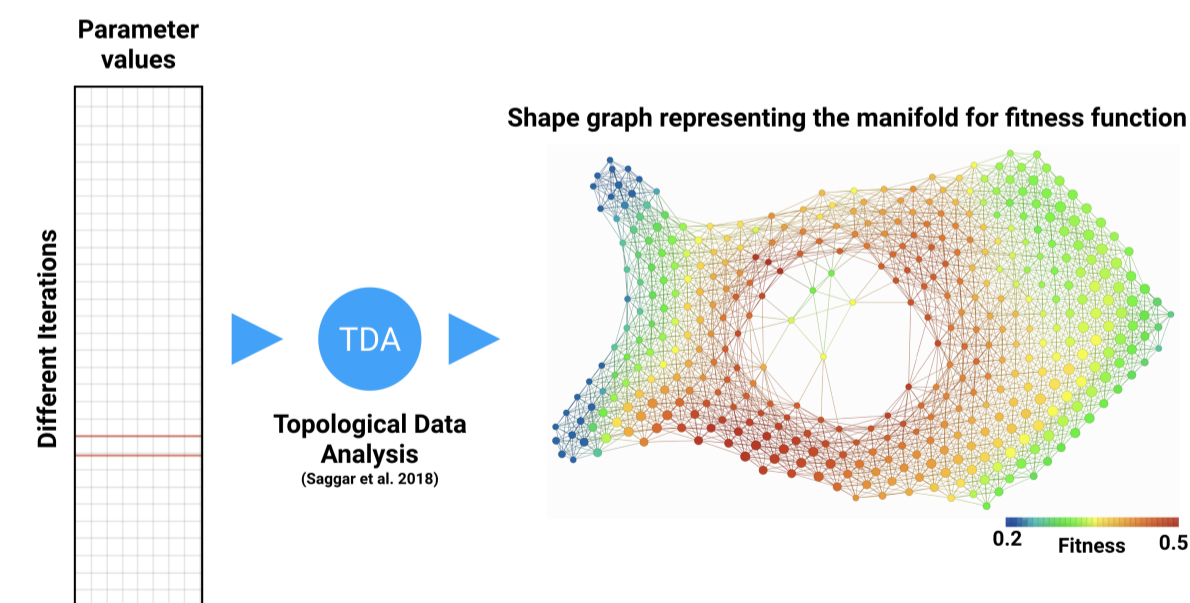 Parameter
values
Different Iterations
TDA
Topological Data
Analysis
(Saggar et al. 2018)
Shape graph representing the manifold for fitness function
0.2
Fitness
0.5